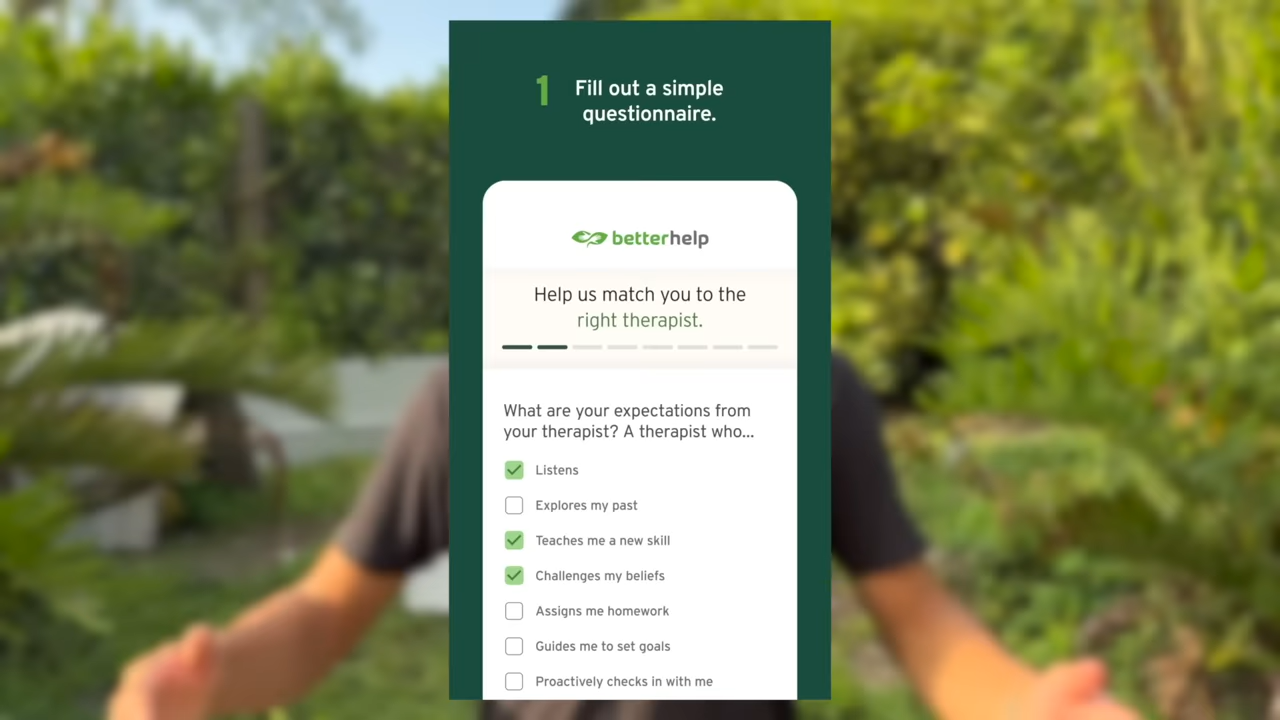 1 Fill out a simple
questionnaire.
betterhelp
Help us match you to the
right therapist.
What are your expectations from
your therapist? A therapist who...
Listens
Explores my past
Teaches me a new skill
Challenges my beliefs
Assigns me homework
Guides me to set goals
Proactively checks in with me